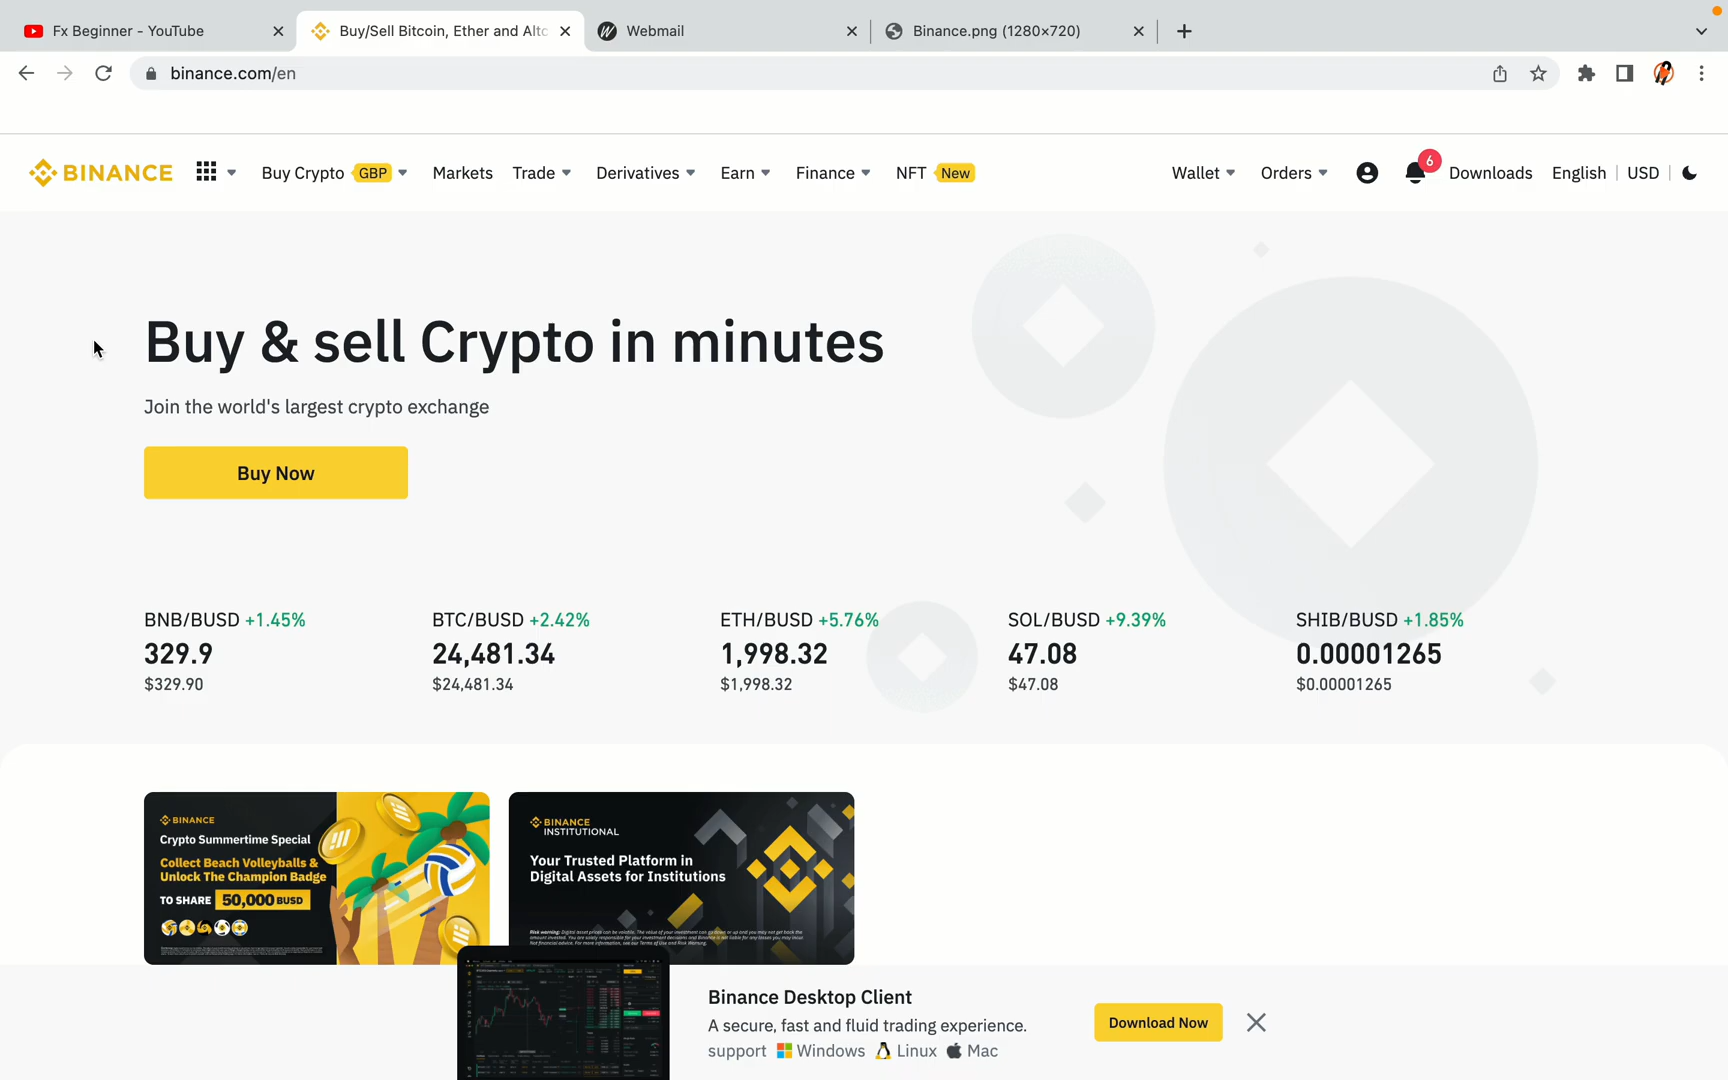 Fx Beginner - YouTube
Buy/Sell Bitcoin, Ether and Altc
Webmail
Binance.png (1280×720)
binance.com/en
BINANCE
Buy Crypto GBP
Markets
Trade
Derivatives
Earn
Finance
NFT New
Wallet
Orders
6
Downloads
English
USD
Buy & sell Crypto in minutes
Join the world's largest crypto exchange
Buy Now
BNB/BUSD +1.45%
329.9
$329.90
BTC/BUSD +2.42%
24,481.34
$24,481.34
ETH/BUSD +5.76%
1,998.32
$1,998.32
SOL/BUSD +9.39%
47.08
$47.08
SHIB/BUSD +1.85%
0.00001265
$0.00001265
BINANCE
Crypto Summertime Special
Collect Beach Volleyballs &
Unlock The Champion Badge
TO SHARE 50,000 BUSD
BINANCE
INSTITUTIONAL
Your Trusted Platform in
Digital Assets for Institutions
Binance Desktop Client
A secure, fast and fluid trading experience.
support Windows Linux Mac
Download Now